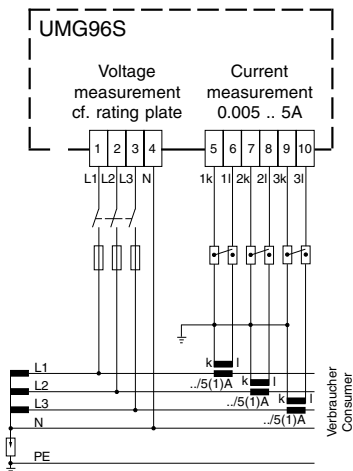 UMG96S
Voltage
measurement
cf. rating plate
Current
measurement
0.005 .. 5A
1 2 3 4
5 6 7 8 9 10
L1 L2 L3 N
1k 1l 2k 2l 3k 3l
L1
k l
../5(1)A
L2
k l
../5(1)A
L3
k l
../5(1)A
N
PE
Verbraucher
Consumer